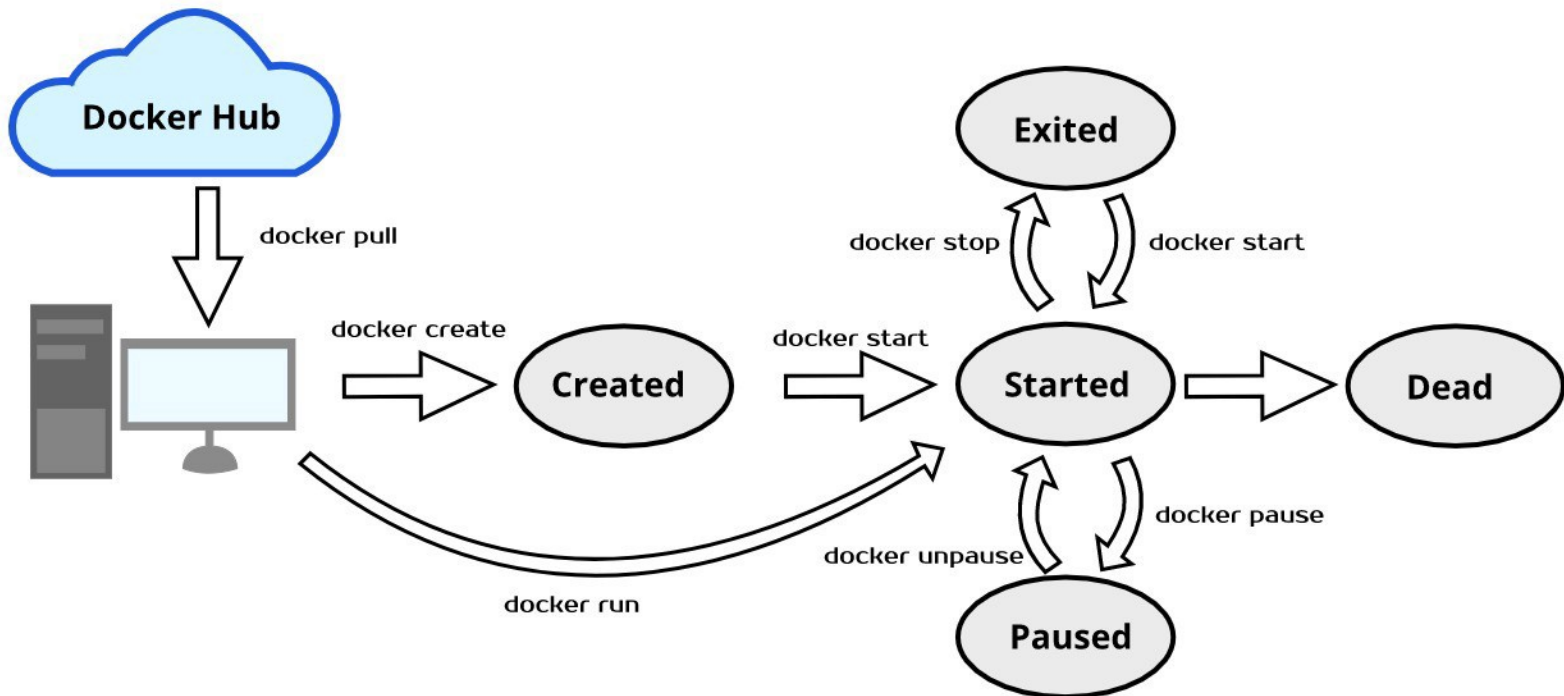 Docker Hub
docker pull
docker create
Created
docker start
docker run
Exited
docker stop
docker start
Started
Dead
docker unpause
docker pause
Paused